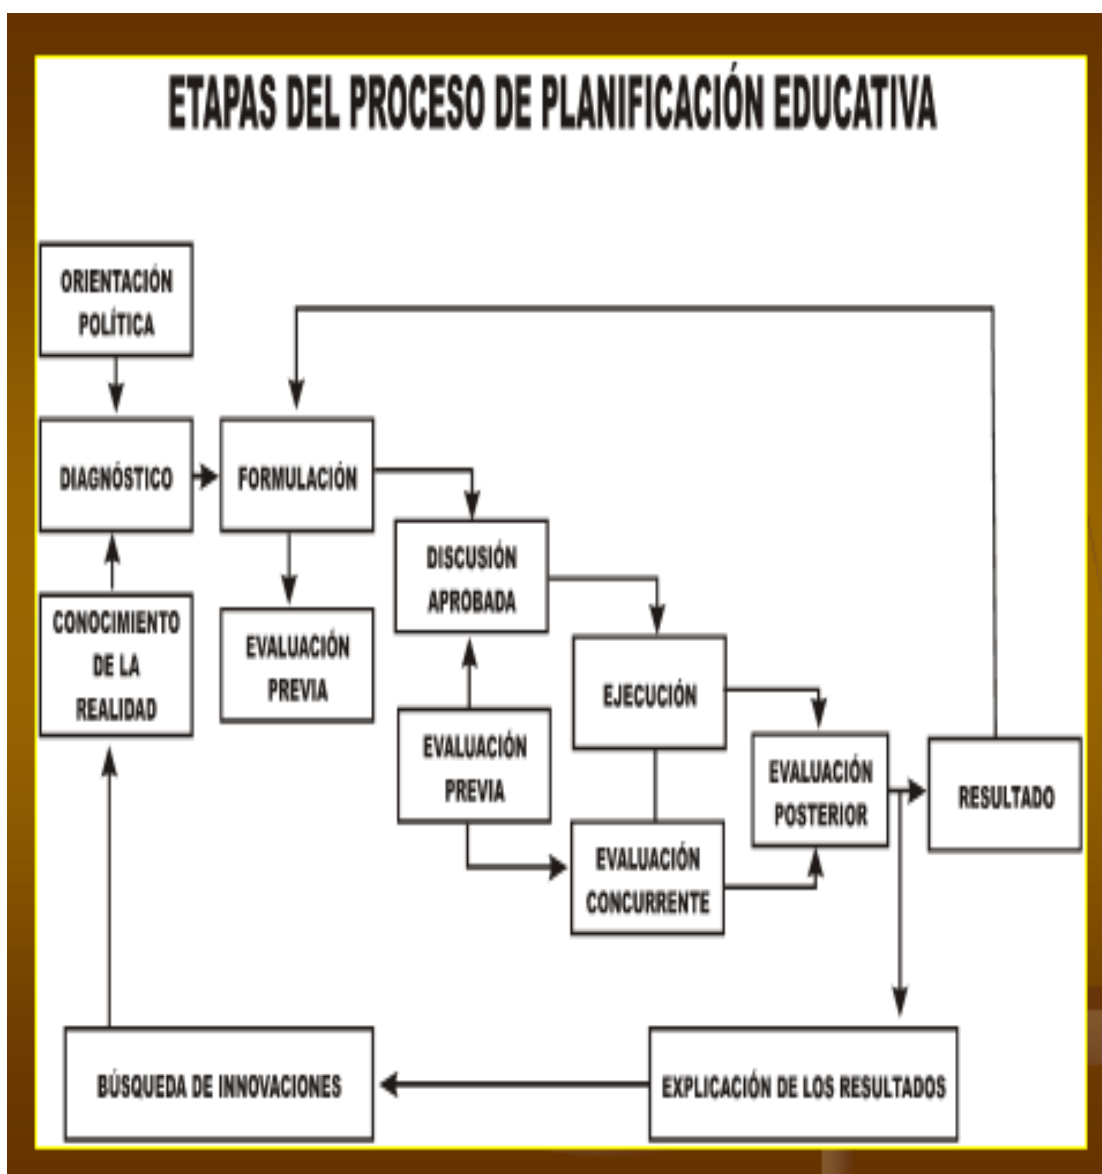 ETAPAS DEL PROCESO DE PLANIFICACIÓN EDUCATIVA
ORIENTACIÓN
POLÍTICA
DIAGNÓSTICO
FORMULACIÓN
DISCUSIÓN
APROBADA
CONOCIMIENTO
DE LA
REALIDAD
EVALUACIÓN
PREVIA
EJECUCIÓN
EVALUACIÓN
PREVIA
EVALUACIÓN
POSTERIOR
RESULTADO
EVALUACIÓN
CONCURRENTE
BÚSQUEDA DE INNOVACIONES
EXPLICACIÓN DE LOS RESULTADOS